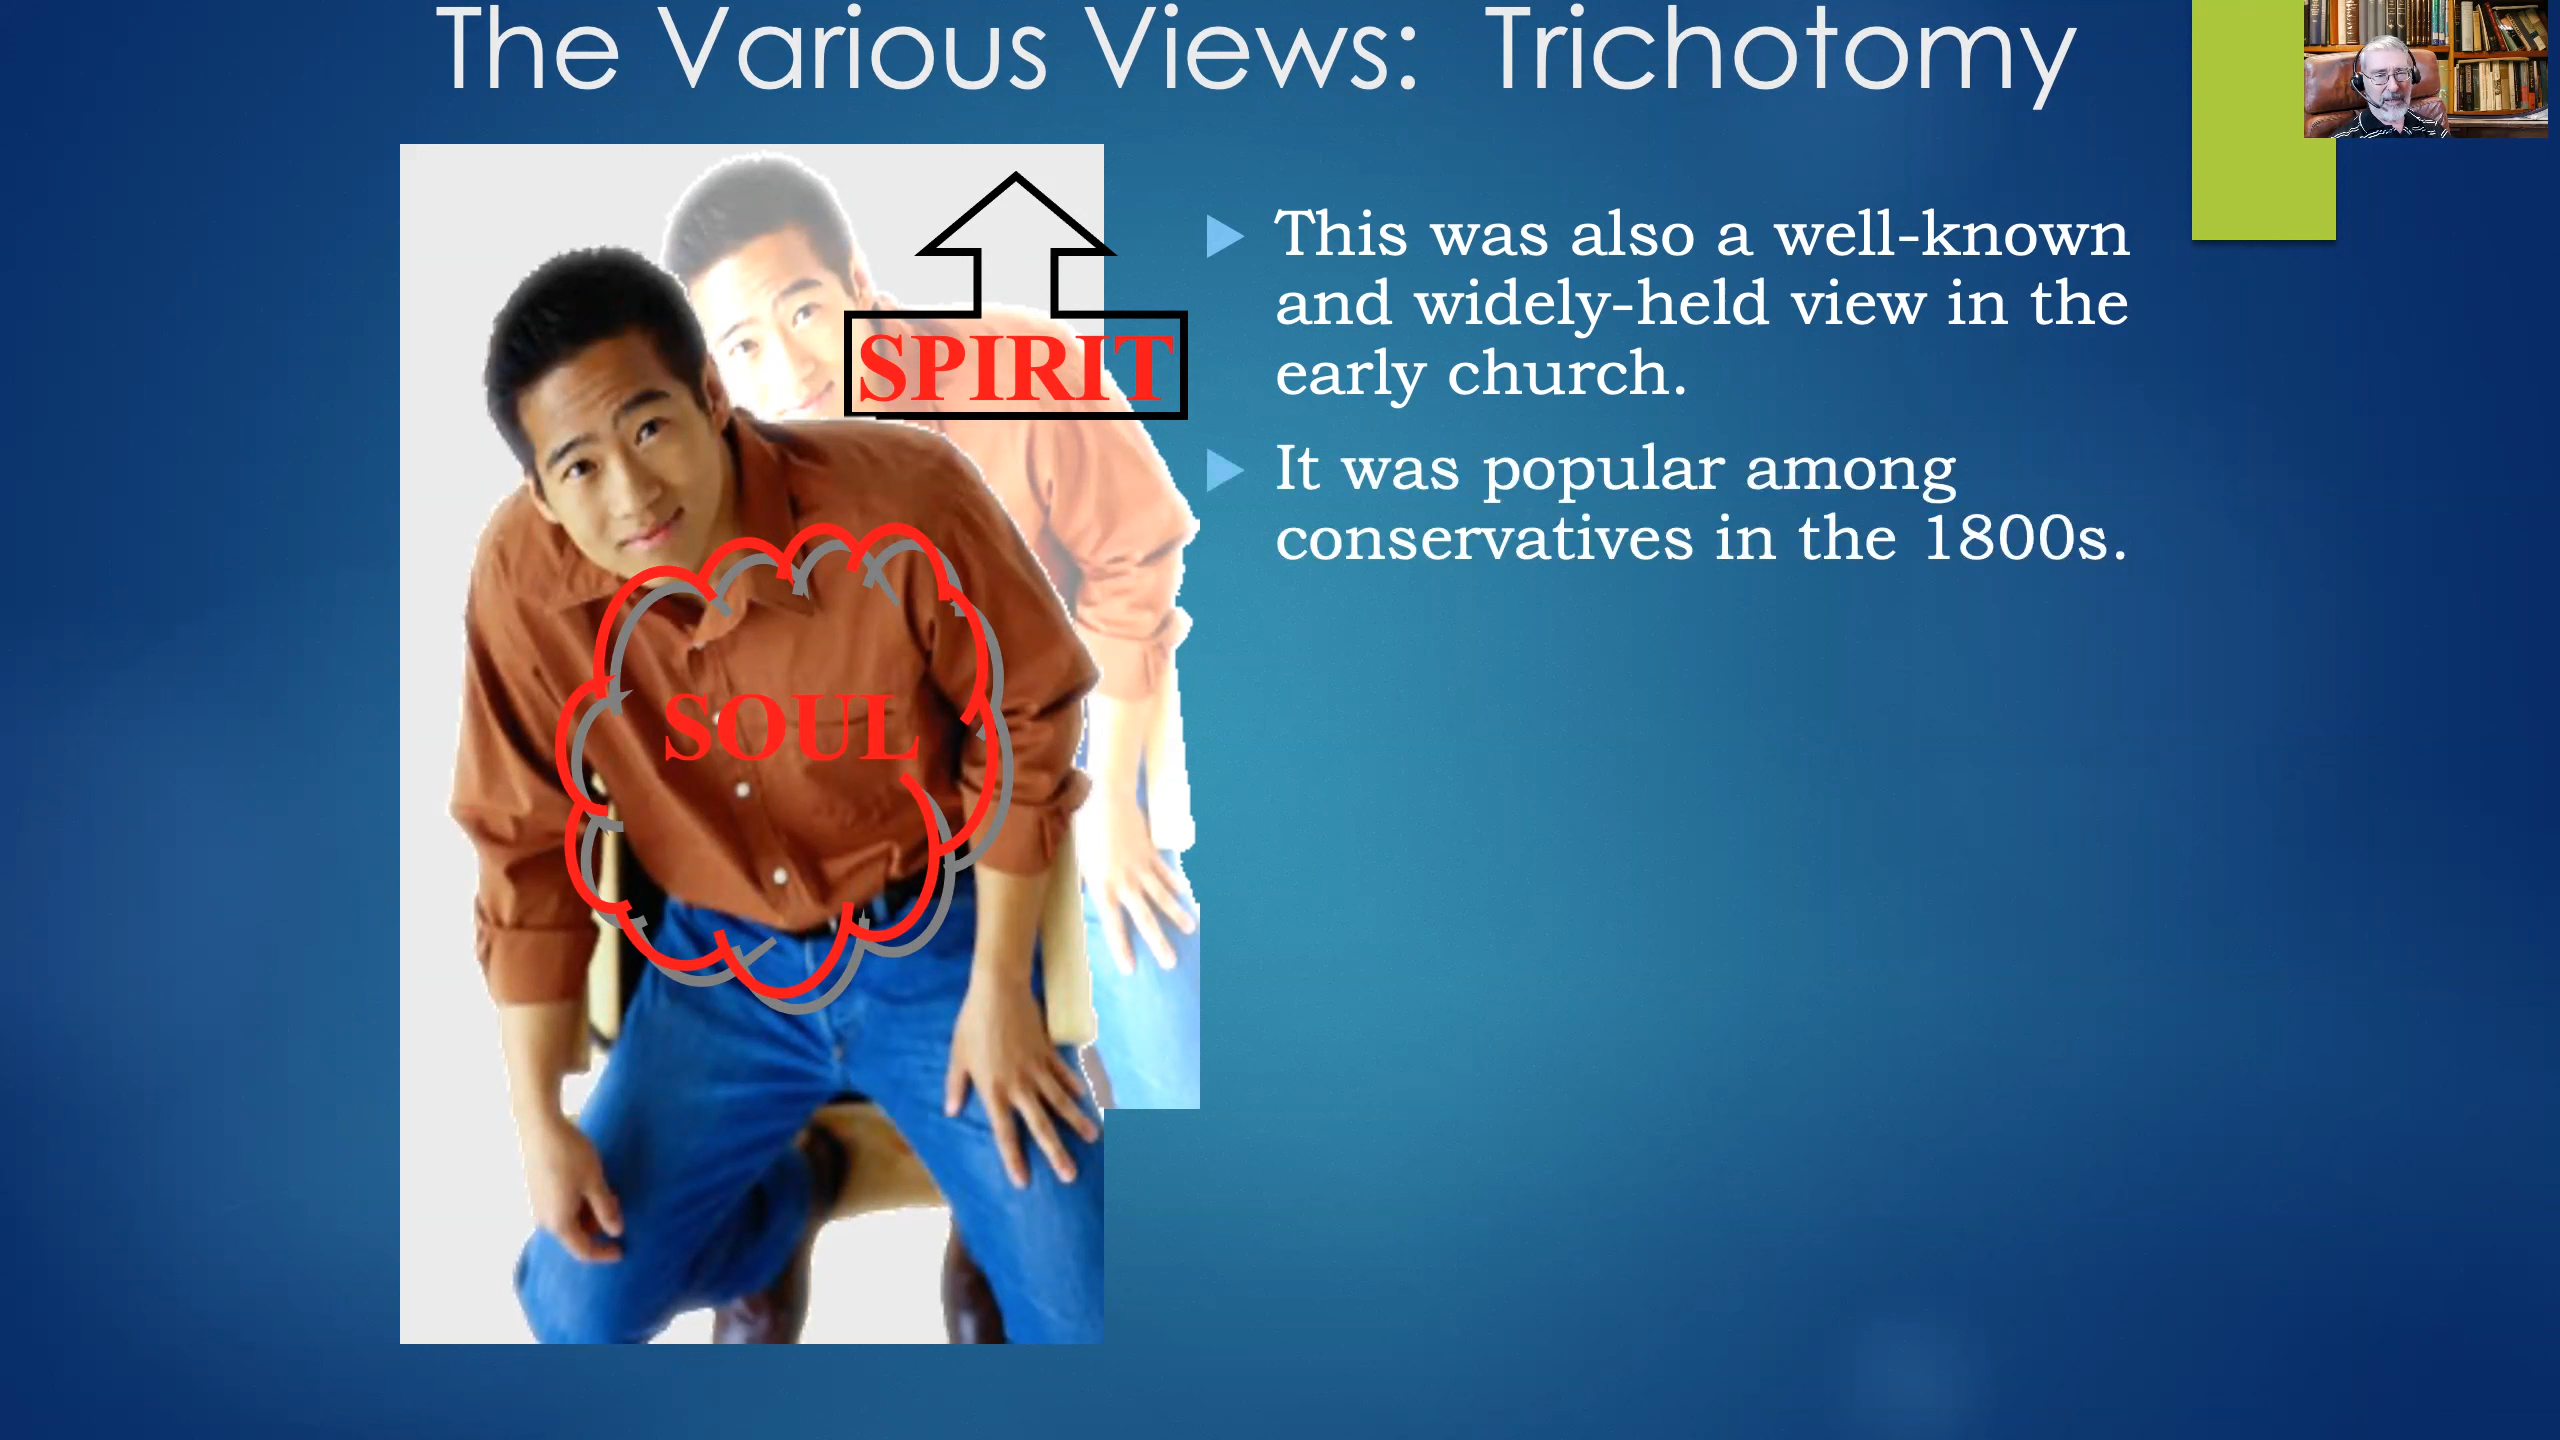 The Various Views: Trichotomy
SPIRIT
SOUL
This was also a well-known
and widely-held view in the
early church.
It was popular among
conservatives in the 1800s.